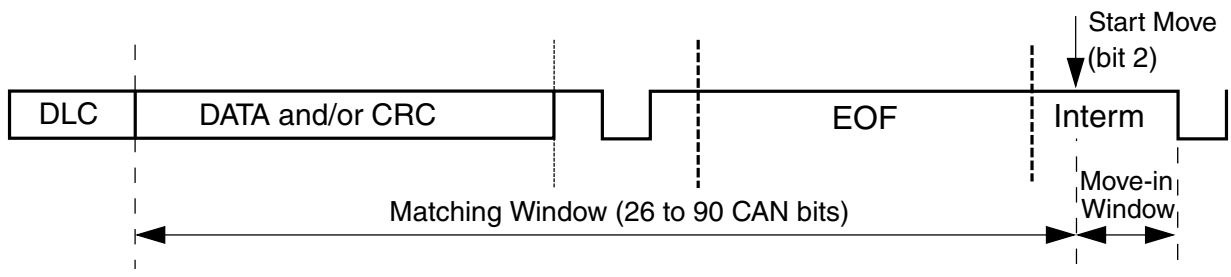 Start Move
(bit 2)
DLC
DATA and/or CRC
EOF
Interm
Matching Window (26 to 90 CAN bits)
Move-in
Window